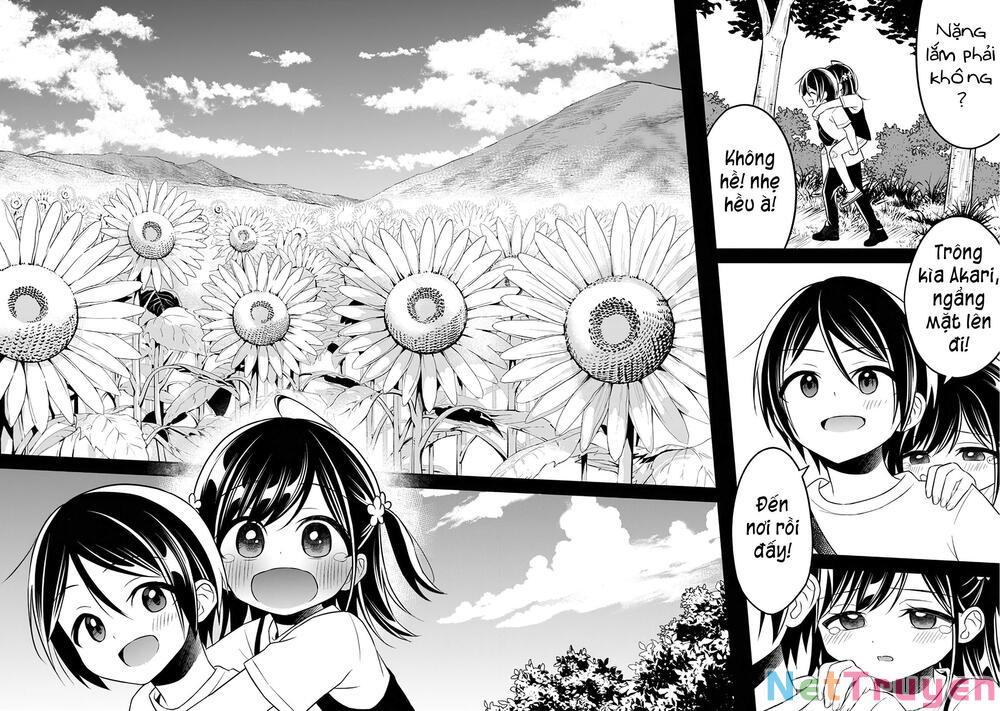 Nặng
lắm phải
không
?
Không
hề! nhẹ
hều à!
Trông
kìa Akari,
ngẩng
mặt lên
đi!
Đến
nơi rồi
đấy!
NetTruyen